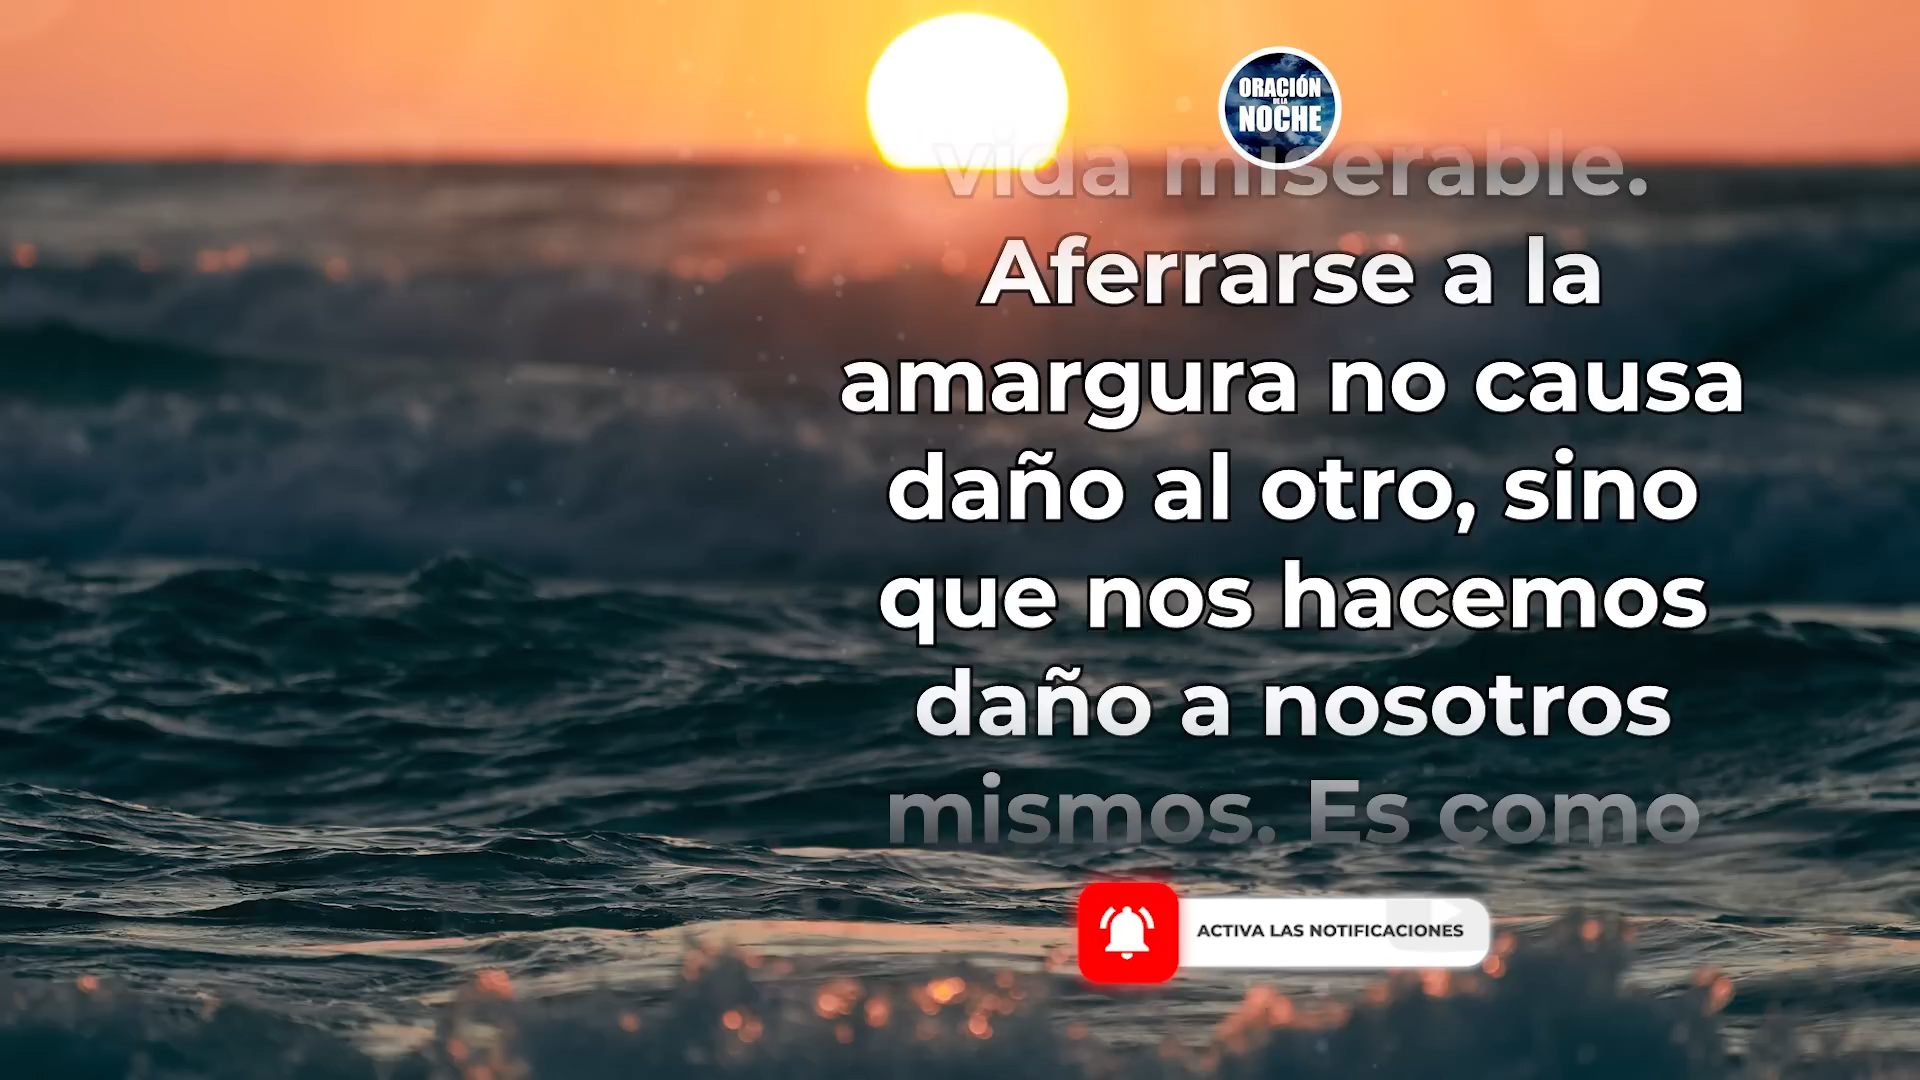 ORACIÓN
DE LA
NOCHE
vida miserable.
Aferrarse a la
amargura no causa
daño al otro, sino
que nos hacemos
daño a nosotros
mismos. Es como
ACTIVA LAS NOTIFICACIONES